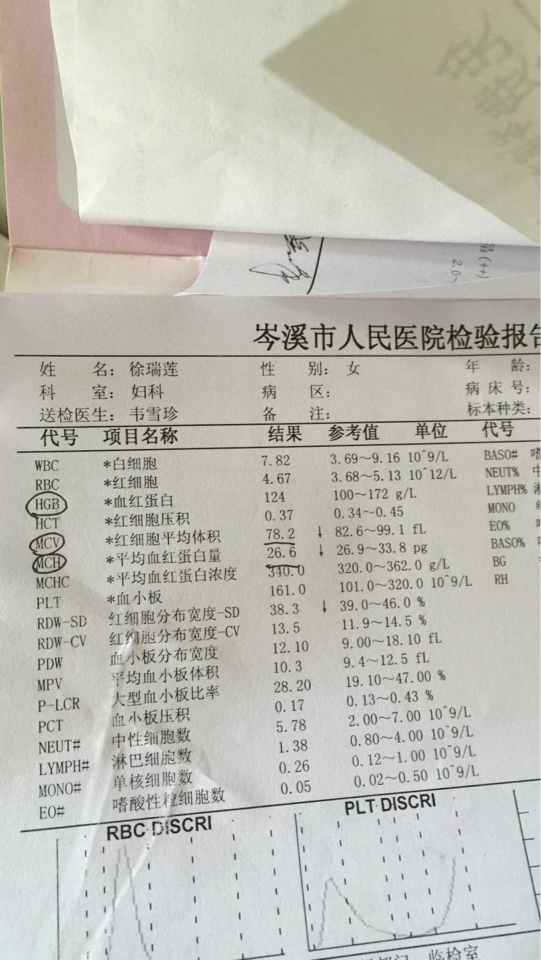 (++)
2.0~
岑溪市人民医院检验报告
姓 名: 徐瑞莲 性 别: 女 年 龄:
科 室: 妇科 病 区: 病床号:
送检医生: 韦雪珍 备 注: 标本种类:
代号 项目名称 结果 参考值 单位 代号
WBC *白细胞 7.82 3.69~9.16 10^9/L BASO#
RBC *红细胞 4.67 3.68~5.13 10^12/L NEUT% 中
HGB *血红蛋白 124 100~172 g/L LYMPH% 淋
HCT *红细胞压积 0.37 0.34~0.45 MONO
MCV *红细胞平均体积 78.2 ↓ 82.6~99.1 fL EO%
MCH *平均血红蛋白量 26.6 ↓ 26.9~33.8 pg BASO%
MCHC *平均血红蛋白浓度 340.0 320.0~362.0 g/L BG
PLT *血小板 161.0 101.0~320.0 10^9/L RH
RDW-SD 红细胞分布宽度-SD 38.3 ↓ 39.0~46.0 %
RDW-CV 红细胞分布宽度-CV 13.5 11.9~14.5 %
PDW 血小板分布宽度 12.10 9.00~18.10 fL
MPV 平均血小板体积 10.3 9.4~12.5 fL
P-LCR 大型血小板比率 28.20 19.10~47.00 %
PCT 血小板压积 0.17 0.13~0.43 %
NEUT# 中性细胞数 5.78 2.00~7.00 10^9/L
LYMPH# 淋巴细胞数 1.38 0.80~4.00 10^9/L
MONO# 单核细胞数 0.26 0.12~1.00 10^9/L
EO# 嗜酸性粒细胞数 0.05 0.02~0.50 10^9/L
RBC DISCRI PLT DISCRI
临检室